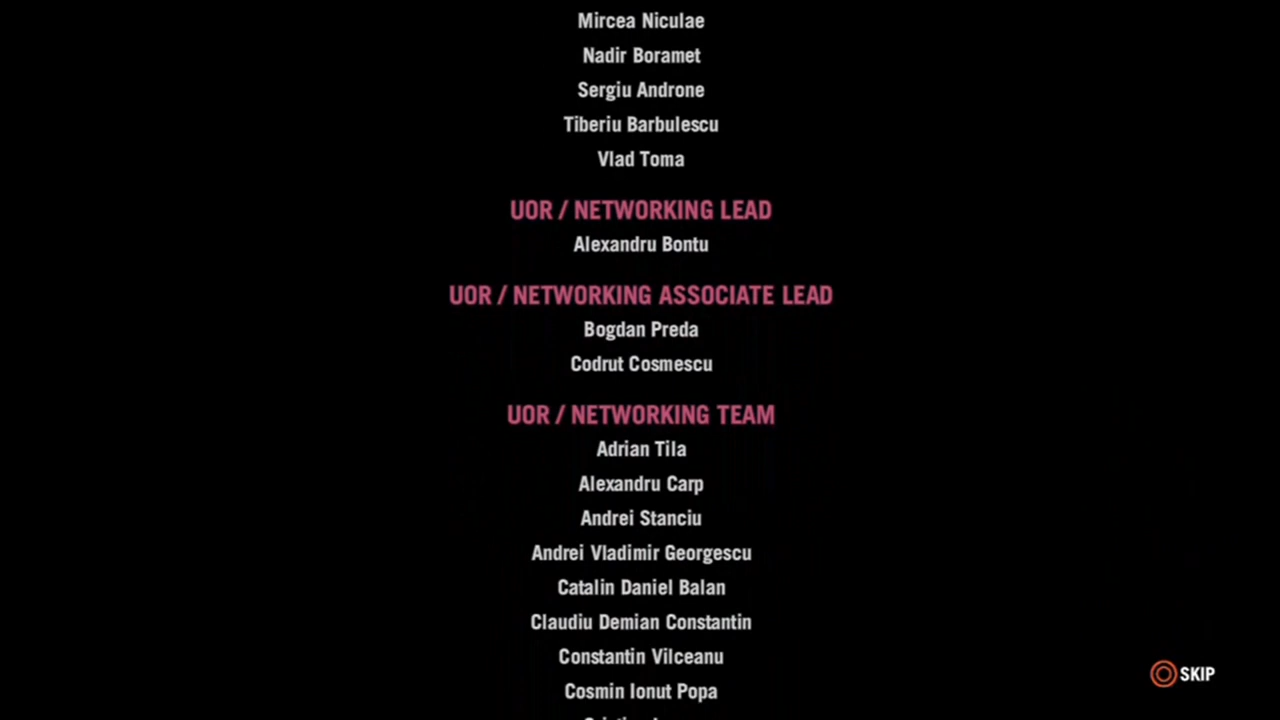 Mircea Niculae
Nadir Boramet
Sergiu Androne
Tiberiu Barbulescu
Vlad Toma
UOR / NETWORKING LEAD
Alexandru Bontu
UOR / NETWORKING ASSOCIATE LEAD
Bogdan Preda
Codrut Cosmescu
UOR / NETWORKING TEAM
Adrian Tila
Alexandru Carp
Andrei Stanciu
Andrei Vladimir Georgescu
Catalin Daniel Balan
Claudiu Demian Constantin
Constantin Vilceanu
Cosmin Ionut Popa
SKIP